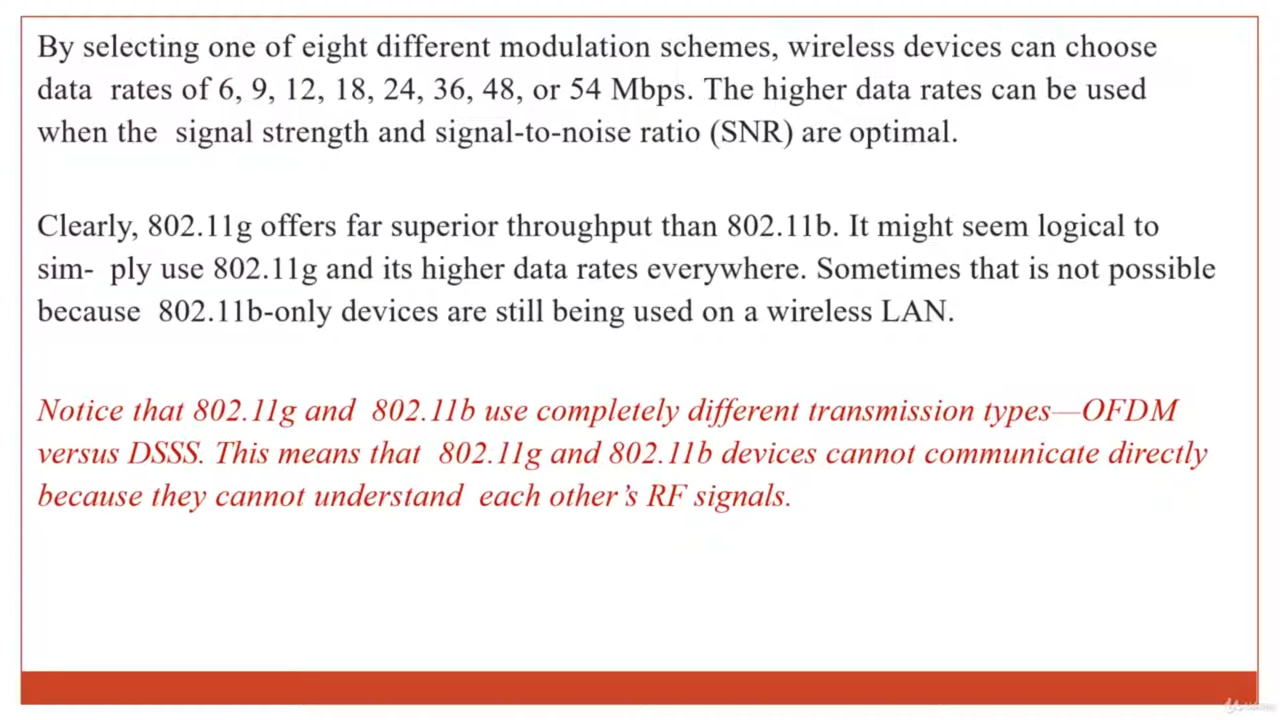 By selecting one of eight different modulation schemes, wireless devices can choose
data rates of 6, 9, 12, 18, 24, 36, 48, or 54 Mbps. The higher data rates can be used
when the signal strength and signal-to-noise ratio (SNR) are optimal.
Clearly, 802.11g offers far superior throughput than 802.11b. It might seem logical to
sim- ply use 802.11g and its higher data rates everywhere. Sometimes that is not possible
because 802.11b-only devices are still being used on a wireless LAN.
Notice that 802.11g and 802.11b use completely different transmission types—OFDM
versus DSSS. This means that 802.11g and 802.11b devices cannot communicate directly
because they cannot understand each other’s RF signals.